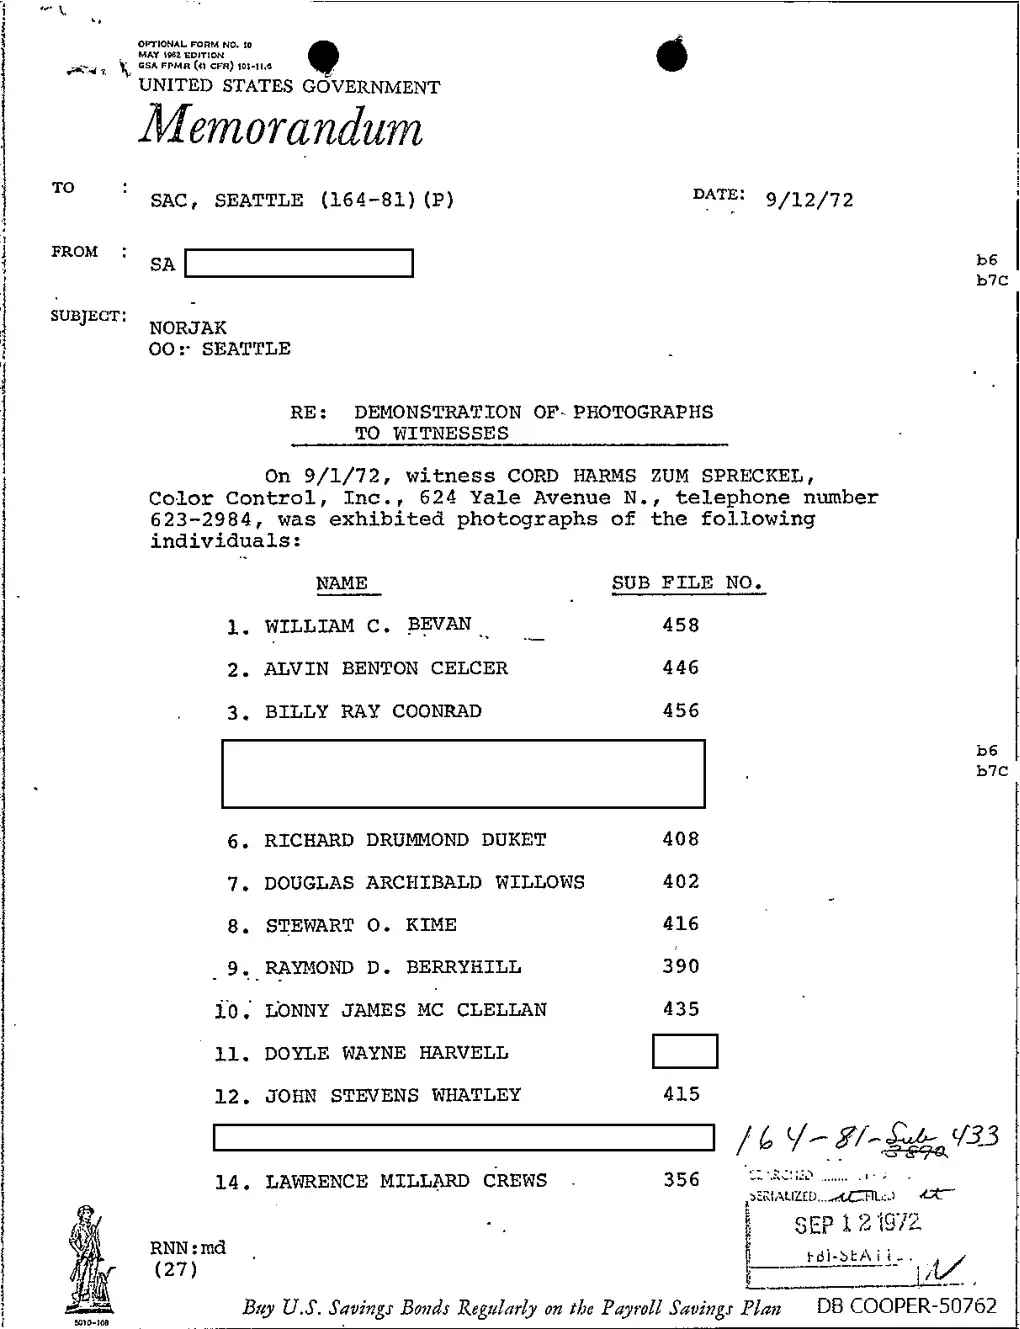 OPTIONAL FORM NO. 10
MAY 1962 EDITION
GSA FPMR (41 CFR) 101-11.6
UNITED STATES GOVERNMENT
Memorandum
TO : SAC, SEATTLE (164-81)(P) DATE: 9/12/72
FROM : SA
b6
b7C
SUBJECT: NORJAK
OO: SEATTLE
RE: DEMONSTRATION OF PHOTOGRAPHS
TO WITNESSES
On 9/1/72, witness CORD HARMS ZUM SPRECKEL,
Color Control, Inc., 624 Yale Avenue N., telephone number
623-2984, was exhibited photographs of the following
individuals:
NAME SUB FILE NO.
1. WILLIAM C. BEVAN 458
2. ALVIN BENTON CELCER 446
3. BILLY RAY COONRAD 456
b6
b7C
6. RICHARD DRUMMOND DUKET 408
7. DOUGLAS ARCHIBALD WILLOWS 402
8. STEWART O. KIME 416
9. RAYMOND D. BERRYHILL 390
10. LONNY JAMES MC CLELLAN 435
11. DOYLE WAYNE HARVELL
12. JOHN STEVENS WHATLEY 415
164-81-Sub 433
3890
14. LAWRENCE MILLARD CREWS 356
SERIALIZED
SEP 12 1972
RNN:md
(27)
FBI-SEATT
5010-108
Buy U.S. Savings Bonds Regularly on the Payroll Savings Plan
DB COOPER-50762